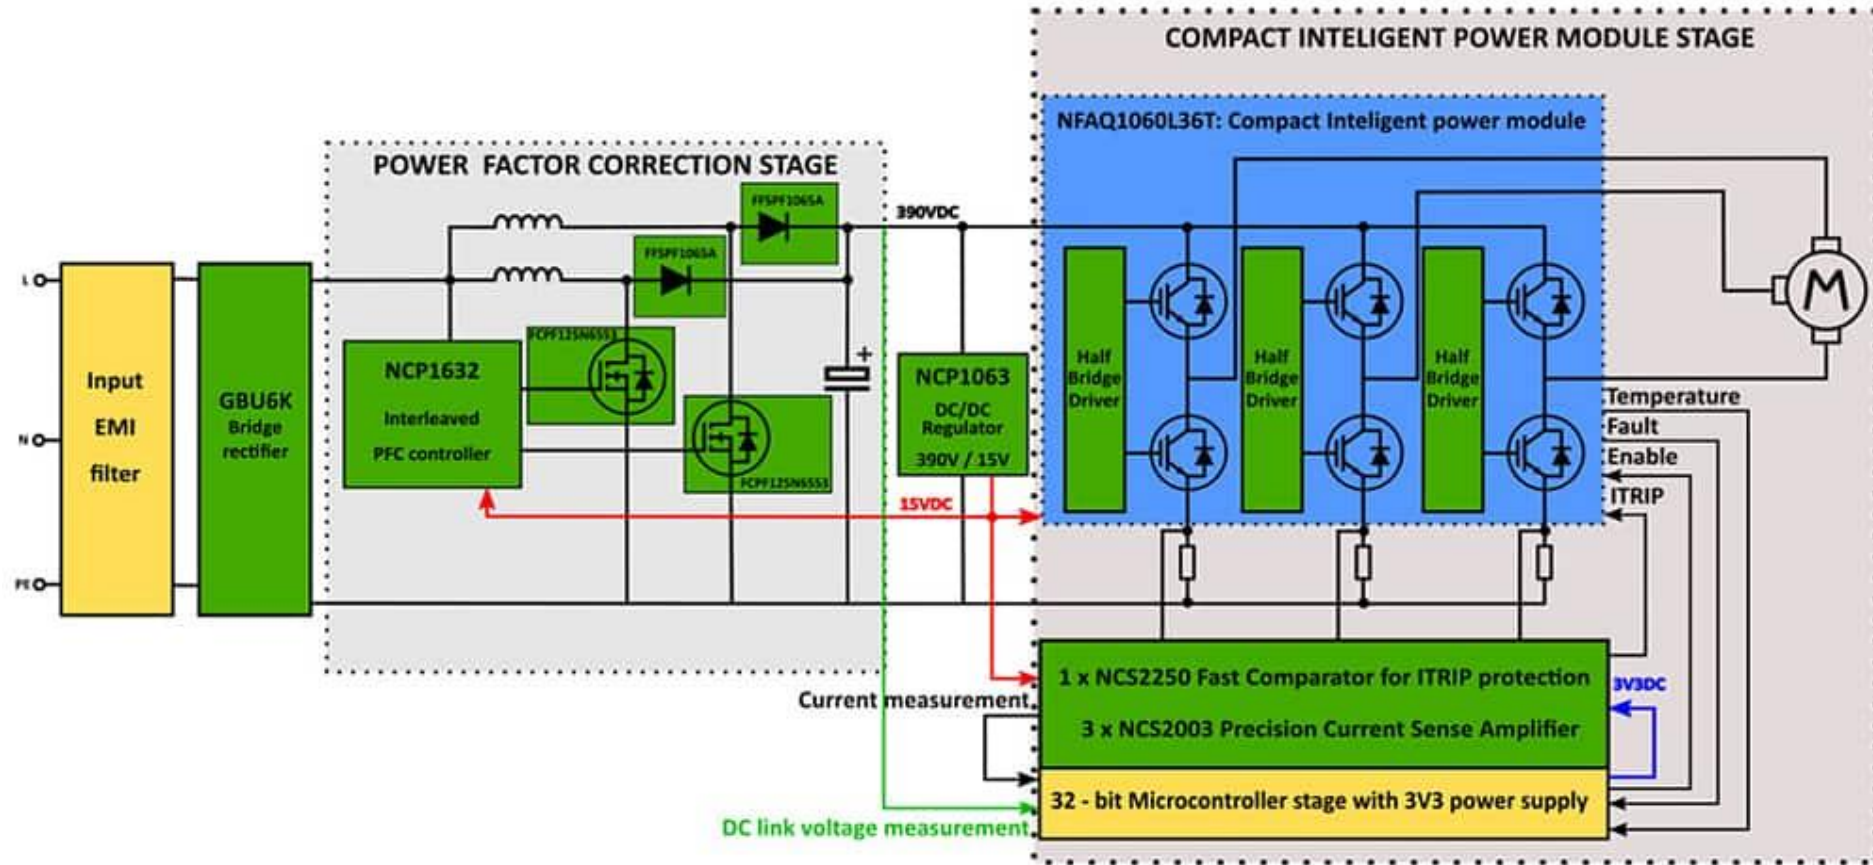 COMPACT INTELIGENT POWER MODULE STAGE
NFAQ1060L36T: Compact Inteligent power module
POWER FACTOR CORRECTION STAGE
FFSPF1065A
FFSPF1065A
390VDC
L
N
PE
Input
EMI
filter
GBU6K
Bridge
rectifier
NCP1632
Interleaved
PFC controller
FCPF125N65S3
FCPF125N65S3
+
NCP1063
DC/DC
Regulator
390V / 15V
15VDC
Half
Bridge
Driver
Half
Bridge
Driver
Half
Bridge
Driver
M
Temperature
Fault
Enable
ITRIP
1 x NCS2250 Fast Comparator for ITRIP protection
3 x NCS2003 Precision Current Sense Amplifier
3V3DC
Current measurement
32 - bit Microcontroller stage with 3V3 power supply
DC link voltage measurement